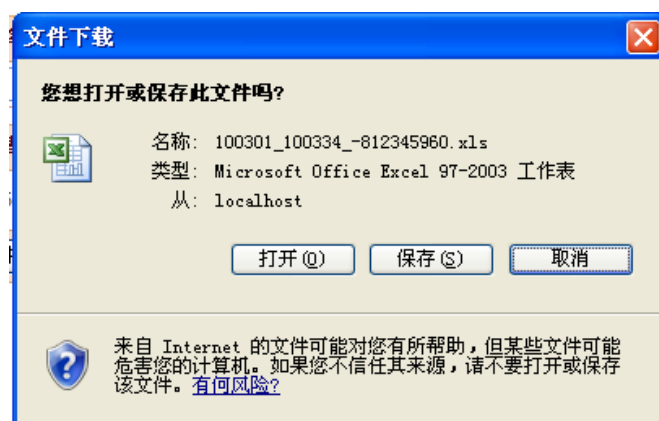 文件下载
您想打开或保存此文件吗?
名称: 100301_100334_-812345960.xls
类型: Microsoft Office Excel 97-2003 工作表
从: localhost
打开(O) 保存(S) 取消
来自 Internet 的文件可能对您有所帮助，但某些文件可能
危害您的计算机。如果您不信任其来源，请不要打开或保存
该文件。有何风险?